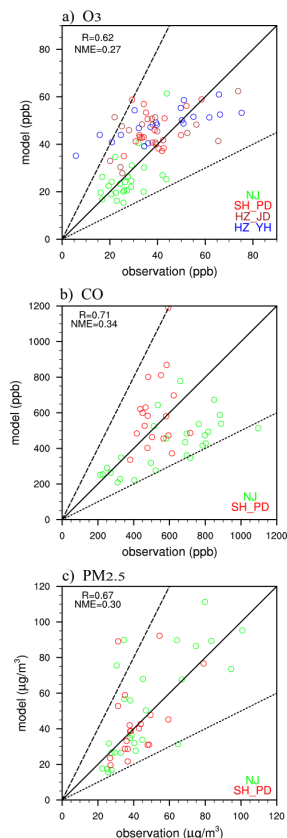 a) O3
R=0.62
NME=0.27
80
60
40
20
0
model (ppb)
NJ
SH_PD
HZ_JD
HZ_YH
0 20 40 60 80
observation (ppb)
b) CO
1200
R=0.71
NME=0.34
1000
800
600
400
200
0
model (ppb)
NJ
SH_PD
0 200 400 600 800 1000 1200
observation (ppb)
c) PM2.5
120
R=0.67
NME=0.30
100
80
60
40
20
0
model (µg/m³)
NJ
SH_PD
0 20 40 60 80 100 120
observation (µg/m³)